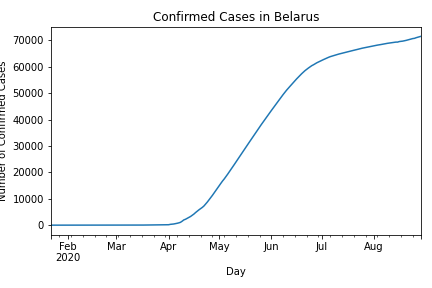 Confirmed Cases in Belarus
Number of Confirmed Cases
70000
60000
50000
40000
30000
20000
10000
0
Feb
2020
Mar
Apr
May
Jun
Jul
Aug
Day